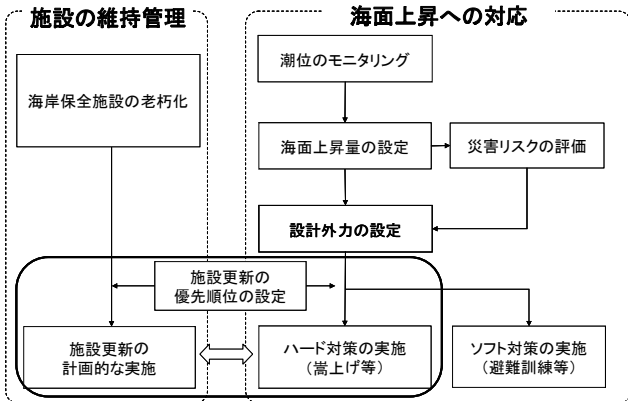 施設の維持管理
海面上昇への対応
潮位のモニタリング
海岸保全施設の老朽化
海面上昇量の設定
災害リスクの評価
設計外力の設定
施設更新の
優先順位の設定
施設更新の
計画的な実施
ハード対策の実施
(嵩上げ等)
ソフト対策の実施
(避難訓練等)